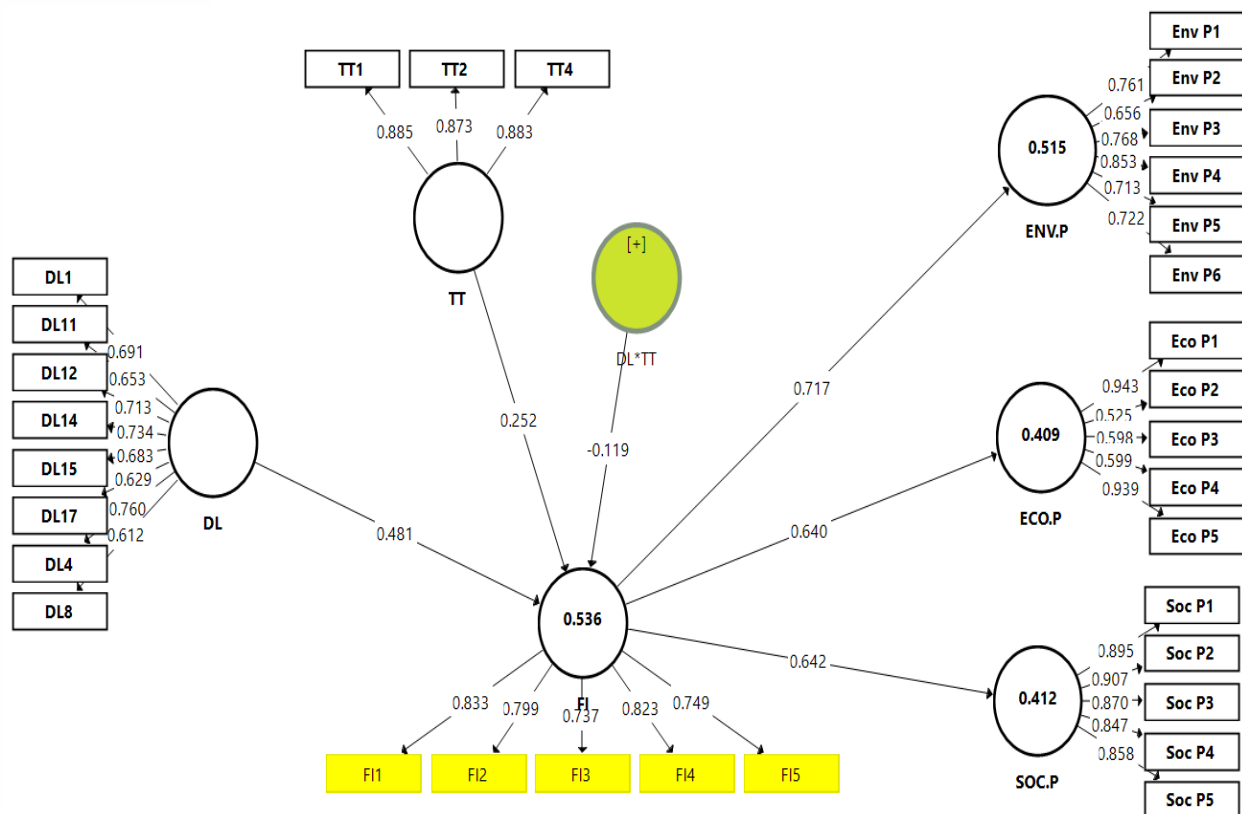 TT1 TT2 TT4
0.885 0.873 0.883
TT
[+]
DL*TT
DL1
DL11
DL12
DL14
DL15
DL17
DL4
DL8
0.691
0.653
0.713
0.734
0.683
0.629
0.760
0.612
DL
0.481
0.252
-0.119
0.536
FI
0.833 0.799 0.737 0.823 0.749
FI1 FI2 FI3 FI4 FI5
0.717
0.640
0.642
0.515
ENV.P
0.761
0.656
0.768
0.853
0.713
0.722
Env P1
Env P2
Env P3
Env P4
Env P5
Env P6
0.409
ECO.P
0.943
0.525
0.598
0.599
0.939
Eco P1
Eco P2
Eco P3
Eco P4
Eco P5
0.412
SOC.P
0.895
0.907
0.870
0.847
0.858
Soc P1
Soc P2
Soc P3
Soc P4
Soc P5